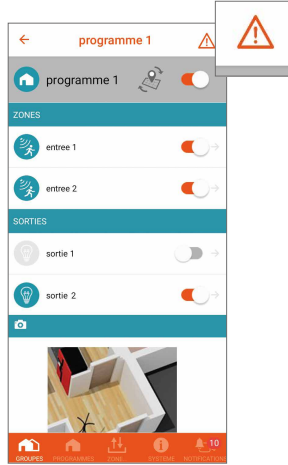 programme 1
programme 1
ZONES
entree 1
entree 2
SORTIES
sortie 1
sortie 2
10
GROUPES PROGRAMMES ZONE... SYSTEME NOTIFICATIONS